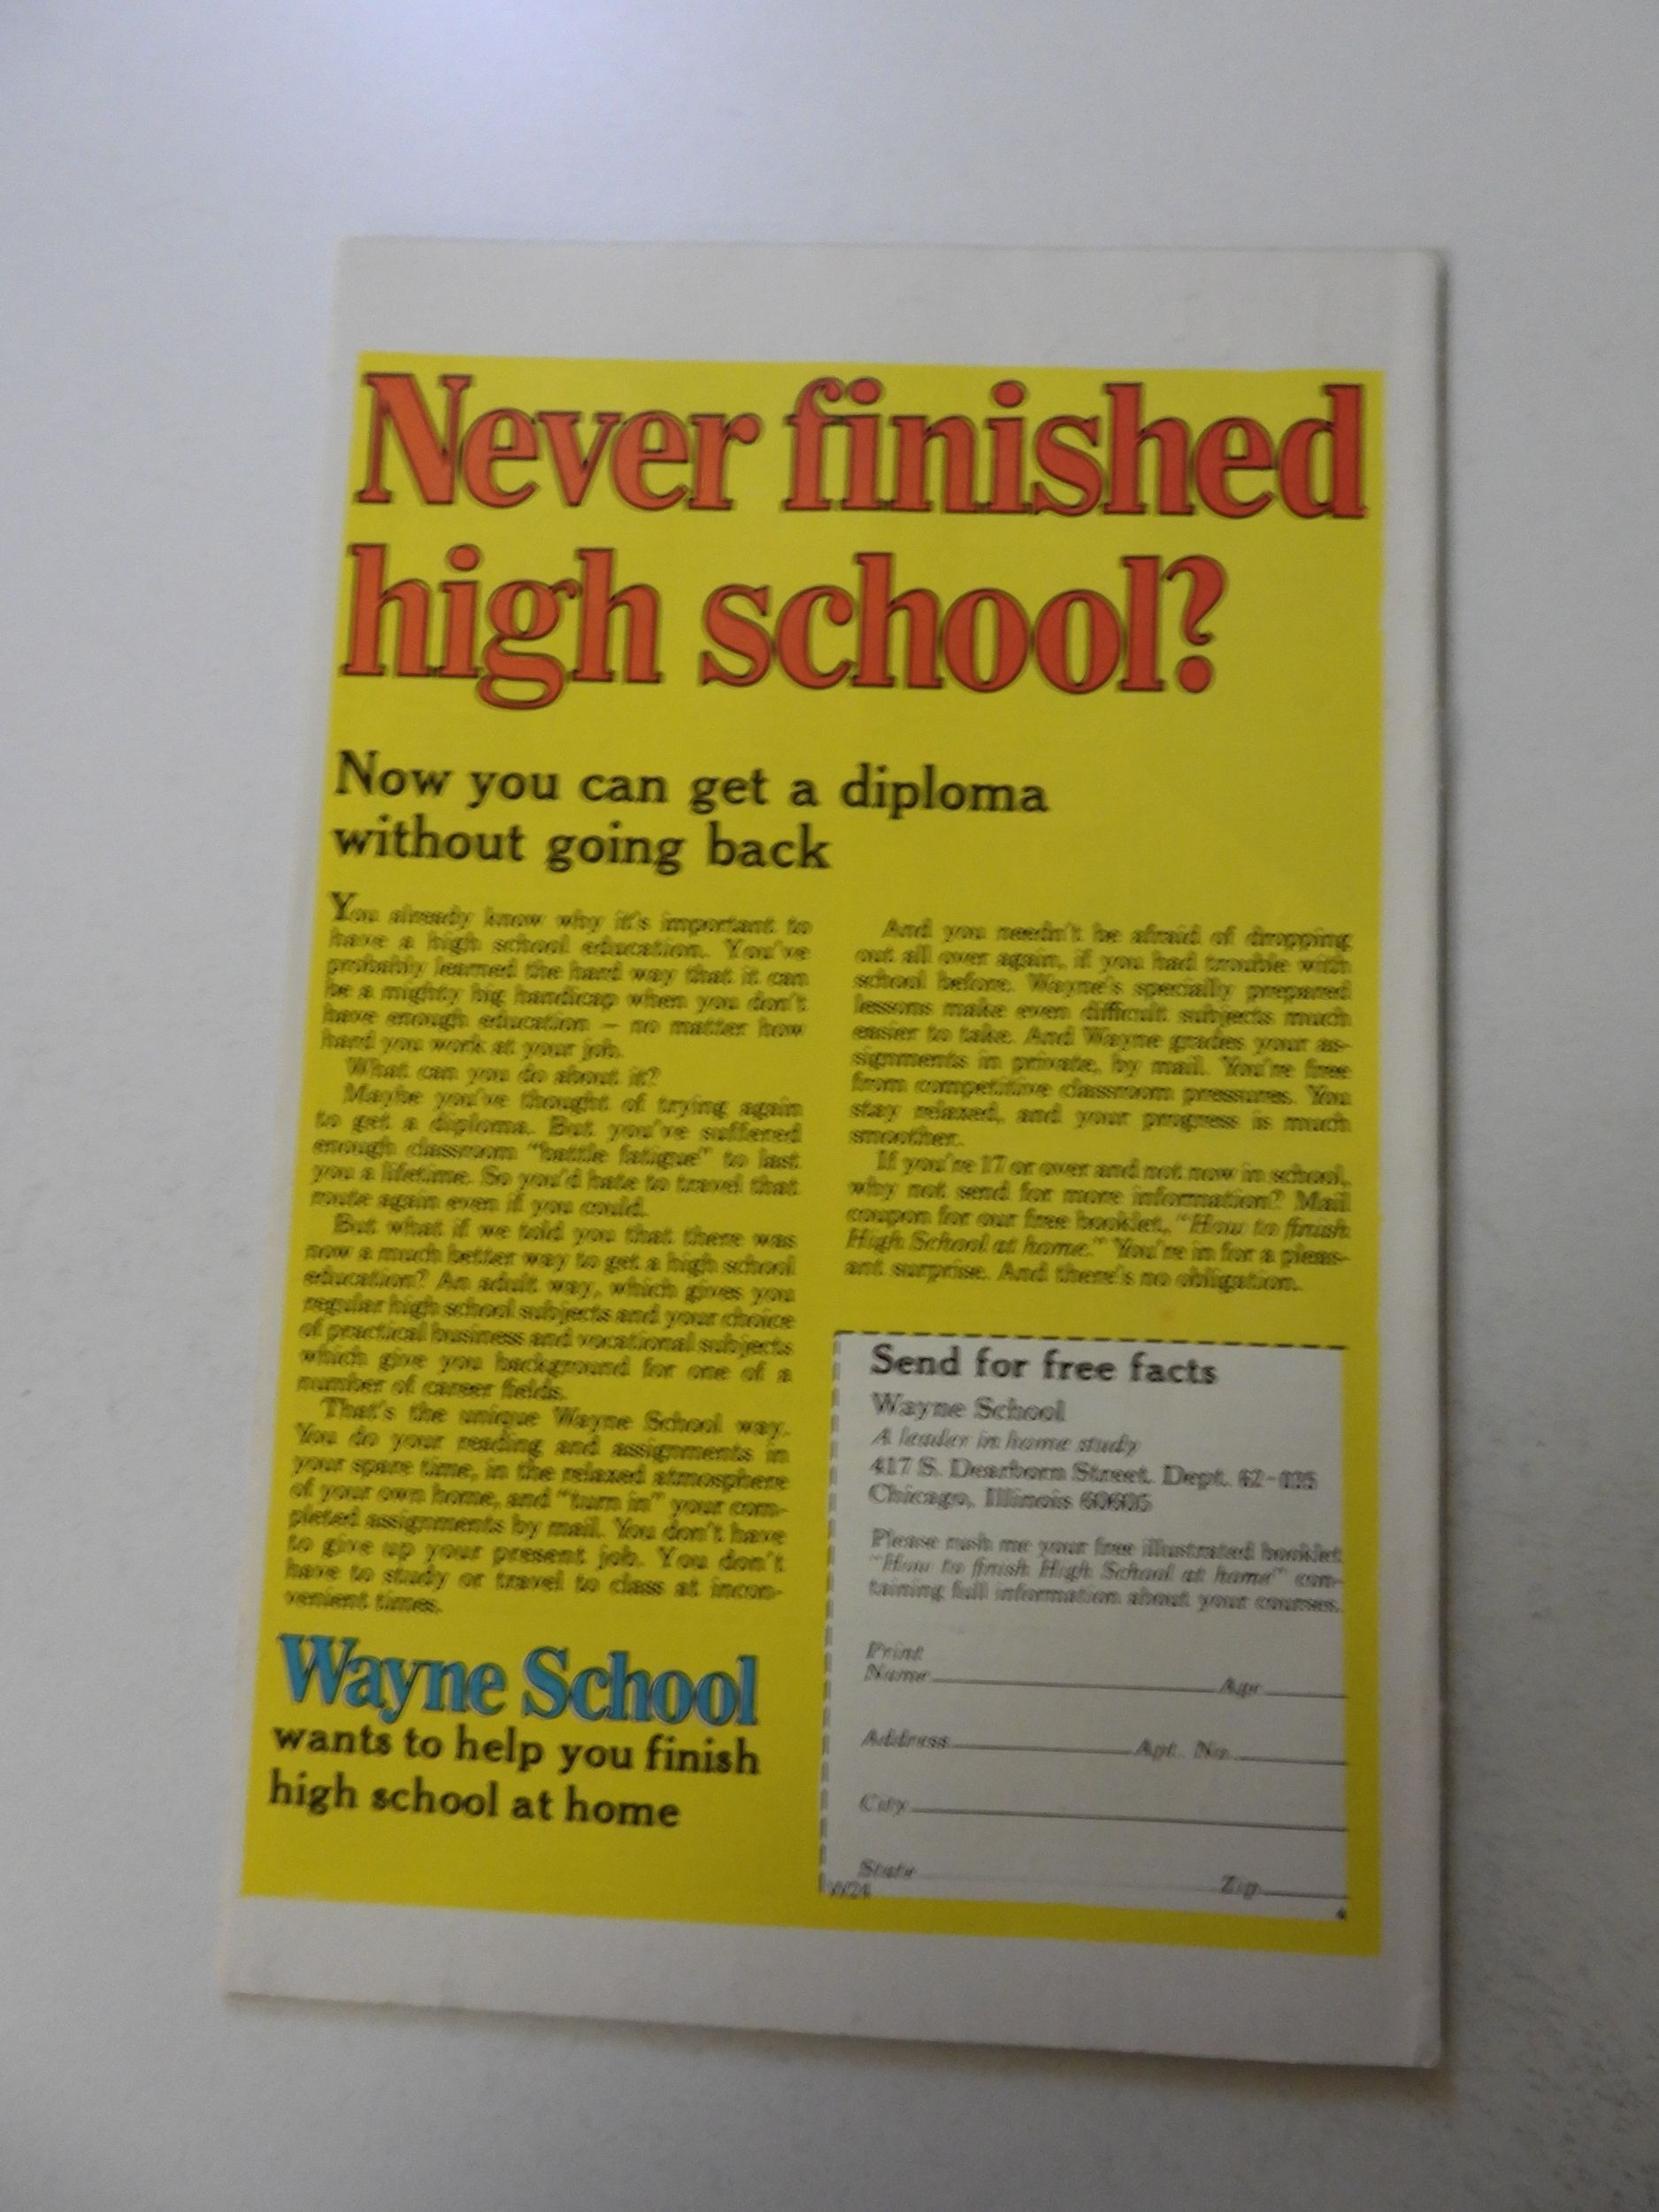 Never finished
high school?
Now you can get a diploma
without going back
You already know why it's important to
have a high school education. You've
probably learned the hard way that it can
be a mighty big handicap when you don't
have enough education — no matter how
hard you work at your job.
What can you do about it?
Maybe you've thought of trying again
to get a diploma. But you've suffered
enough classroom "battle fatigue" to last
you a lifetime. So you'd hate to travel that
route again even if you could.
But what if we told you that there was
now a much better way to get a high school
education? An adult way, which gives you
regular high school subjects and your choice
of practical business and vocational subjects
which give you background for one of a
number of career fields.
That's the unique Wayne School way.
You do your reading and assignments in
your spare time, in the relaxed atmosphere
of your own home, and "turn in" your com-
pleted assignments by mail. You don't have
to give up your present job. You don't
have to study or travel to class at incon-
venient times.
Wayne School
wants to help you finish
high school at home
And you needn't be afraid of dropping
out all over again, if you had trouble with
school before. Wayne's specially prepared
lessons make even difficult subjects much
easier to take. And Wayne grades your as-
signments in private, by mail. You're free
from competitive classroom pressures. You
stay relaxed, and your progress is much
smoother.
If you're 17 or over and not now in school,
why not send for more information? Mail
coupon for our free booklet, "How to finish
High School at home." You're in for a pleas-
ant surprise. And there's no obligation.
Send for free facts
Wayne School
A leader in home study
417 S. Dearborn Street. Dept.
Chicago, Illinois 60605
Please rush me your free illustrated booklet
"How to finish High School at home" con-
taining full information about your courses.
Print
Name Age
Address Apt. No.
City
State Zip
W24